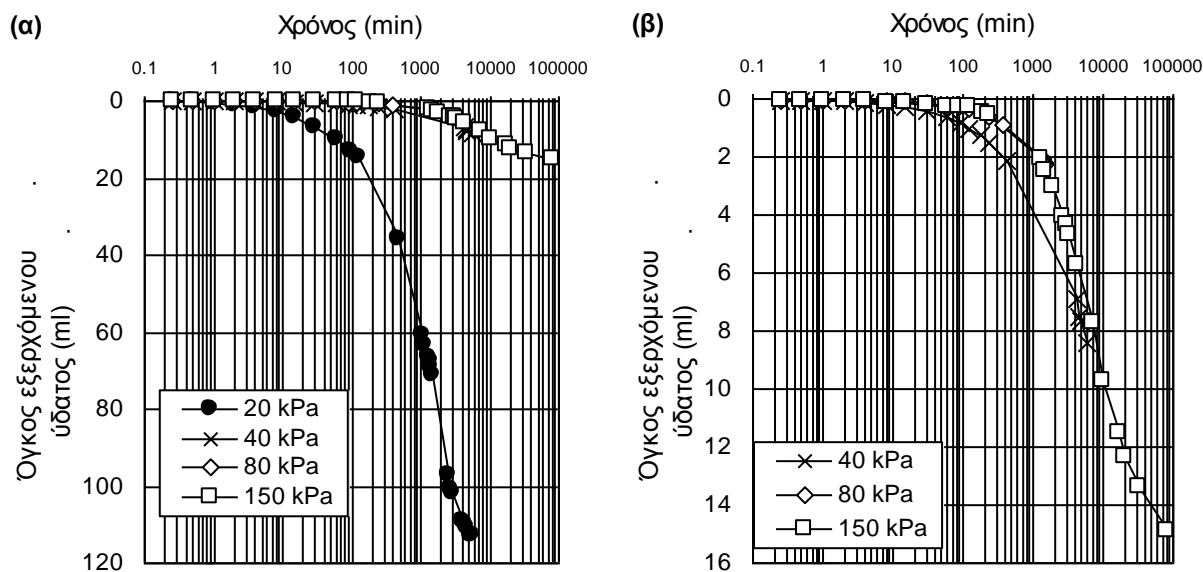 (α)
Χρόνος (min)
0.1 1 10 100 1000 10000 100000
0
20
40
60
80
100
120
Όγκος εξερχόμενου
ύδατος (ml)
20 kPa
40 kPa
80 kPa
150 kPa
(β)
Χρόνος (min)
0.1 1 10 100 1000 10000 100000
0
2
4
6
8
10
12
14
16
Όγκος εξερχόμενου
ύδατος (ml)
40 kPa
80 kPa
150 kPa